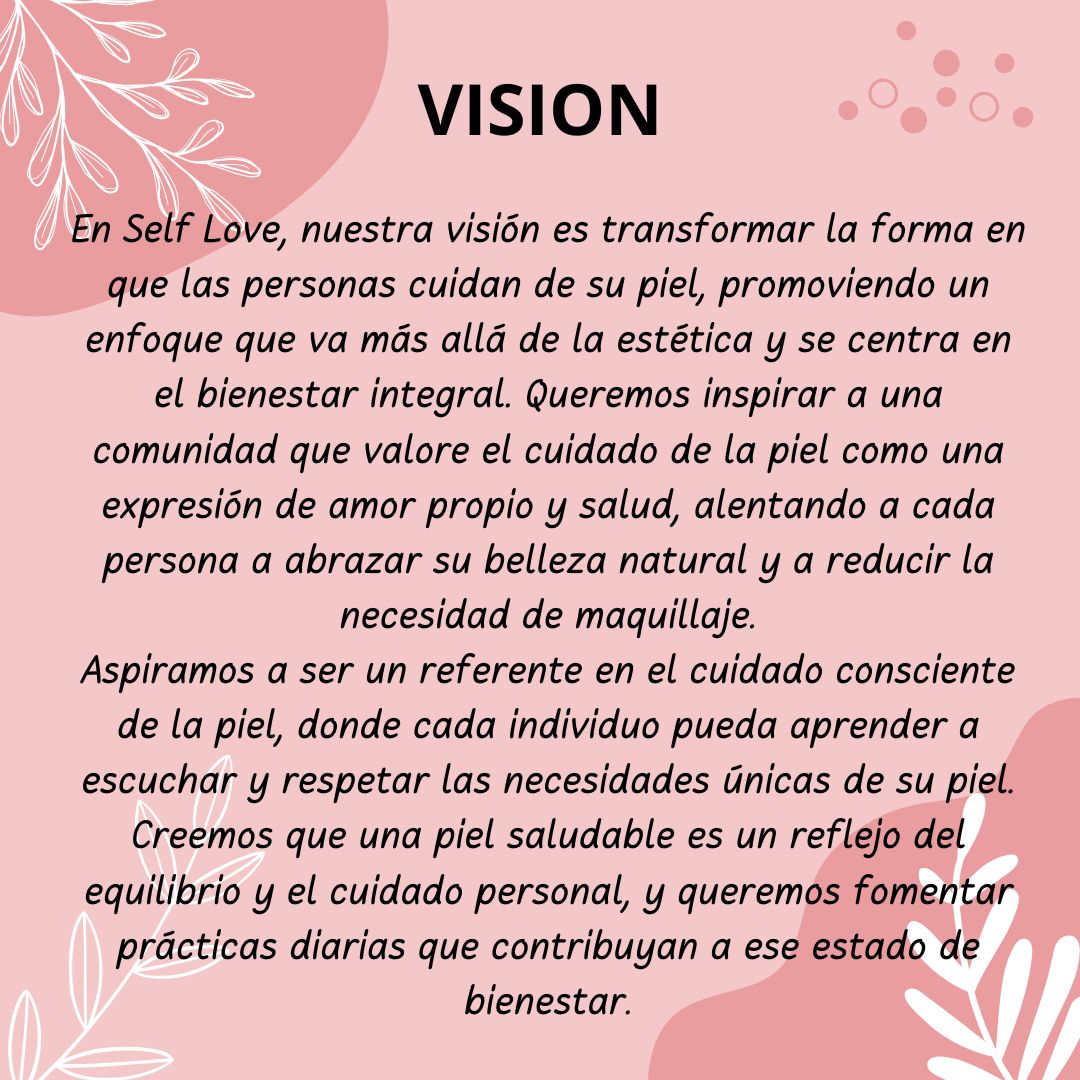 VISION
En Self Love, nuestra visión es transformar la forma en
que las personas cuidan de su piel, promoviendo un
enfoque que va más allá de la estética y se centra en
el bienestar integral. Queremos inspirar a una
comunidad que valore el cuidado de la piel como una
expresión de amor propio y salud, alentando a cada
persona a abrazar su belleza natural y a reducir la
necesidad de maquillaje.
Aspiramos a ser un referente en el cuidado consciente
de la piel, donde cada individuo pueda aprender a
escuchar y respetar las necesidades únicas de su piel.
Creemos que una piel saludable es un reflejo del
equilibrio y el cuidado personal, y queremos fomentar
prácticas diarias que contribuyan a ese estado de
bienestar.